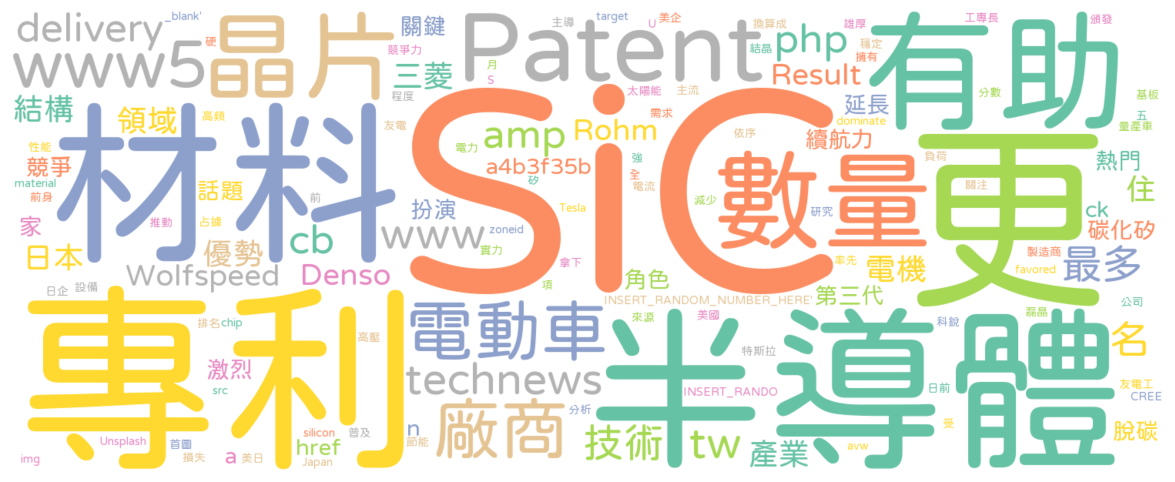 delivery
_blank'
硬
晶片
www5
關鍵
競爭力
三菱
月
S
程度
主導
target
U
美企
Patent
結晶
換算成
雄厚
穩定
php
Result
工專長
擁有
頒發
有助
結構
領域
高頻
友電
性能
競爭
material
前身
話題
推動
占據
家
日本
優勢
材料
前
扮演
cb
www
Wolfspeed
Denso
zoneid
實力
電力
amp
Rohm
a4b3f35b
矽
Tesla
拿下
項
SiC
太陽能
主流
需求
強
全
電流
減少
延長
dominate
續航力
依序
分數
負荷
關注
數量
研究
率先
電機
更
基板
五
量產車
熱門
住
ck
碳化矽
製造商
favored
最多
角色
INSERT_RANDOM_NUMBER_HERE'
第三代
來源
美國
磊晶
公司
日企
設備
排名
chip
高壓
激烈
src
專利
電動車
technews
廠商
分析
半導體
特斯拉
INSERT_RANDO
科銳
日前
名
友電工
CREE
Unsplash
首圖
損失
img
a
美日
silicon
href
Japan
普及
n
節能
技術
tw
產業
avw
受
脫碳